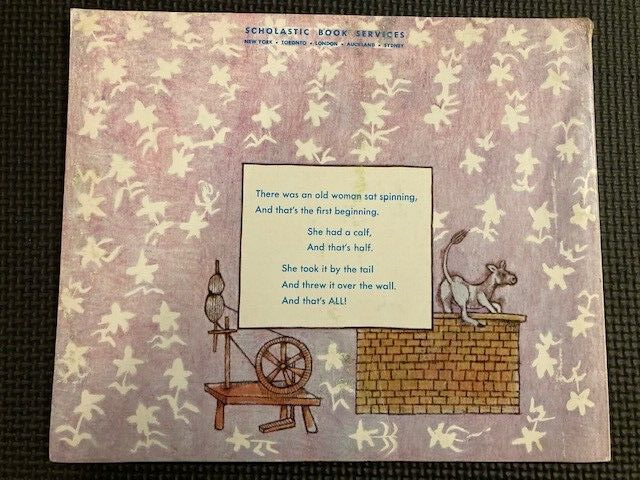 SCHOLASTIC BOOK SERVICES
NEW YORK • TORONTO • LONDON • AUCKLAND • SYDNEY
There was an old woman sat spinning,
And that's the first beginning.
She had a calf,
And that's half.
She took it by the tail
And threw it over the wall.
And that's ALL!